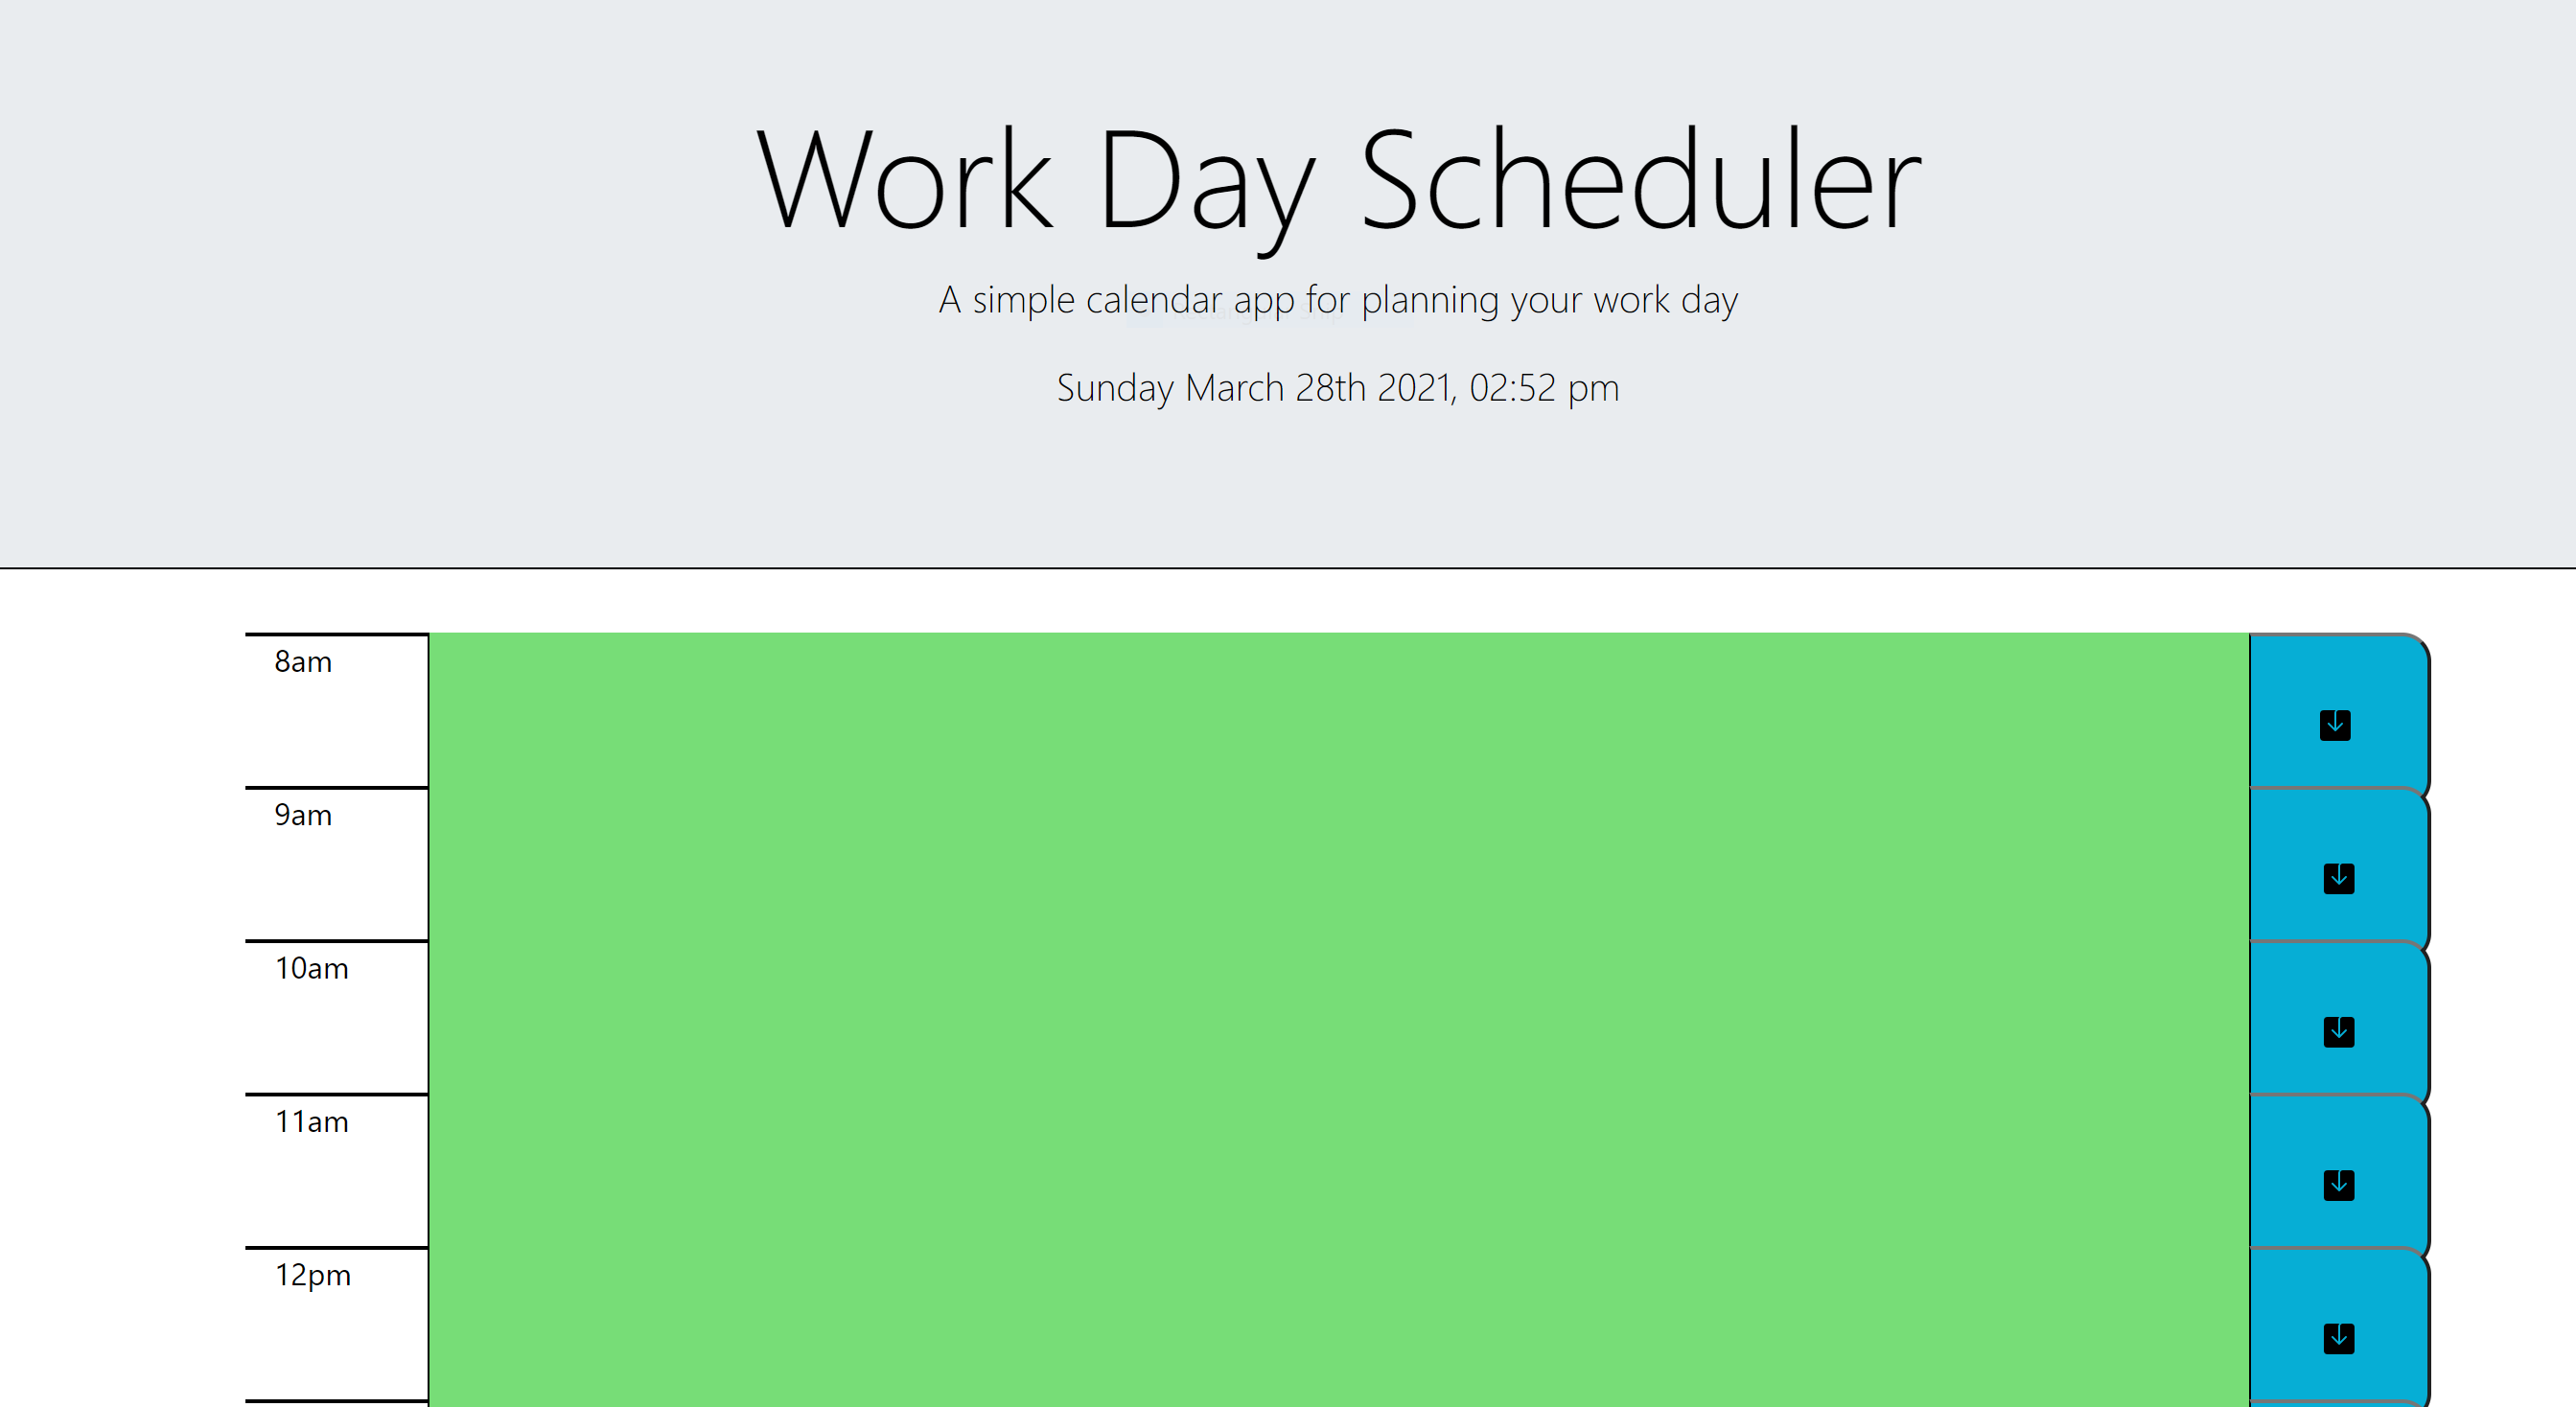 Work Day Scheduler
A simple calendar app for planning your work day
Sunday March 28th 2021, 02:52 pm
8am
9am
10am
11am
12pm